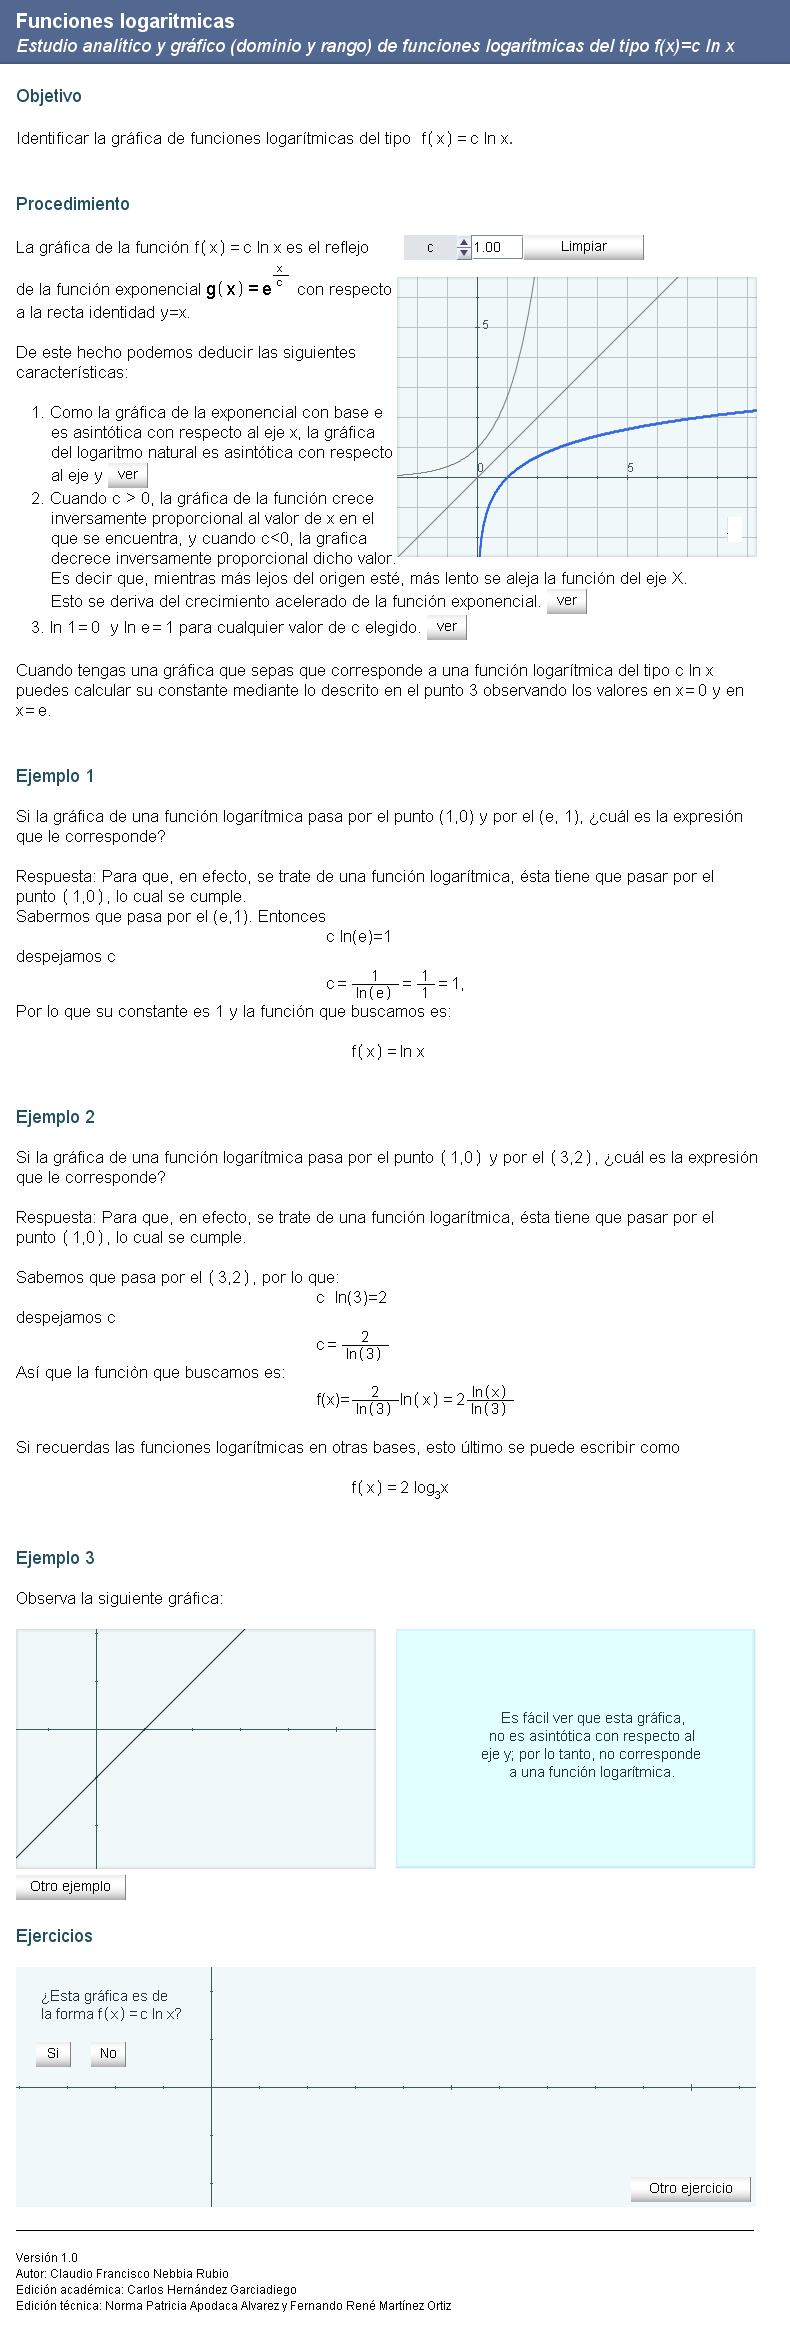 Funciones logaritmicas
Estudio analítico y gráfico (dominio y rango) de funciones logarítmicas del tipo f(x)=c ln x
Objetivo
Identificar la gráfica de funciones logarítmicas del tipo f(x)=c ln x.
Procedimiento
La gráfica de la función f(x)=c ln x es el reflejo
de la función exponencial g(x)=e^(x/c) con respecto
a la recta identidad y=x.
De este hecho podemos deducir las siguientes
características:
1. Como la gráfica de la exponencial con base e
es asintótica con respecto al eje x, la gráfica
del logaritmo natural es asintótica con respecto
al eje y ver
2. Cuando c > 0, la gráfica de la función crece
inversamente proporcional al valor de x en el
que se encuentra, y cuando c<0, la grafica
decrece inversamente proporcional dicho valor.
Es decir que, mientras más lejos del origen esté, más lento se aleja la función del eje X.
Esto se deriva del crecimiento acelerado de la función exponencial. ver
3. ln 1=0 y ln e=1 para cualquier valor de c elegido. ver
c 1.00 Limpiar
5
0 5
Cuando tengas una gráfica que sepas que corresponde a una función logarítmica del tipo c ln x
puedes calcular su constante mediante lo descrito en el punto 3 observando los valores en x=0 y en
x=e.
Ejemplo 1
Si la gráfica de una función logarítmica pasa por el punto (1,0) y por el (e, 1), ¿cuál es la expresión
que le corresponde?
Respuesta: Para que, en efecto, se trate de una función logarítmica, ésta tiene que pasar por el
punto (1,0), lo cual se cumple.
Sabermos que pasa por el (e,1). Entonces
c ln(e)=1
despejamos c
c= 1/ln(e) = 1/1 = 1,
Por lo que su constante es 1 y la función que buscamos es:
f(x)=ln x
Ejemplo 2
Si la gráfica de una función logarítmica pasa por el punto (1,0) y por el (3,2), ¿cuál es la expresión
que le corresponde?
Respuesta: Para que, en efecto, se trate de una función logarítmica, ésta tiene que pasar por el
punto (1,0), lo cual se cumple.
Sabemos que pasa por el (3,2), por lo que:
c ln(3)=2
despejamos c
c= 2/ln(3)
Así que la funciòn que buscamos es:
f(x)= 2/ln(3) ln(x) = 2 ln(x)/ln(3)
Si recuerdas las funciones logarítmicas en otras bases, esto último se puede escribir como
f(x)=2 log₃x
Ejemplo 3
Observa la siguiente gráfica:
Es fácil ver que esta gráfica,
no es asintótica con respecto al
eje y; por lo tanto, no corresponde
a una función logarítmica.
Otro ejemplo
Ejercicios
¿Esta gráfica es de
la forma f(x)=c ln x?
Si No
Otro ejercicio
Versión 1.0
Autor: Claudio Francisco Nebbia Rubio
Edición académica: Carlos Hernández Garciadiego
Edición técnica: Norma Patricia Apodaca Alvarez y Fernando René Martínez Ortiz